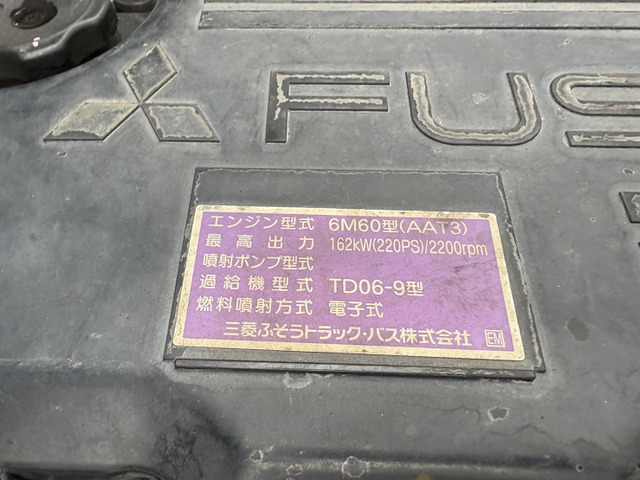 FUS
エンジン型式 6M60型(AAT3)
最高出力 162kW(220PS)/2200rpm
噴射ポンプ型式
過給機型式 TD06-9型
燃料噴射方式 電子式
三菱ふそうトラック・バス株式会社 EM